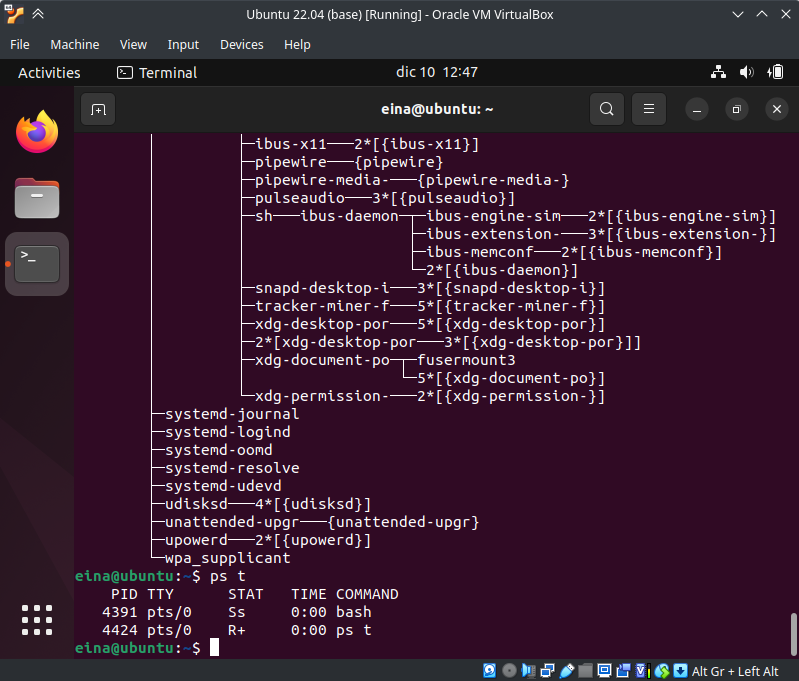 Ubuntu 22.04 (base) [Running] - Oracle VM VirtualBox
File Machine View Input Devices Help
Activities Terminal dic 10 12:47
eina@ubuntu: ~
├─ibus-x11───2*[{ibus-x11}]
├─pipewire───{pipewire}
├─pipewire-media-───{pipewire-media-}
├─pulseaudio───3*[{pulseaudio}]
├─sh───ibus-daemon─┬─ibus-engine-sim───2*[{ibus-engine-sim}]
├─ibus-extension-───3*[{ibus-extension-}]
├─ibus-memconf───2*[{ibus-memconf}]
└─2*[{ibus-daemon}]
├─snapd-desktop-i───3*[{snapd-desktop-i}]
├─tracker-miner-f───5*[{tracker-miner-f}]
├─xdg-desktop-por───5*[{xdg-desktop-por}]
├─2*[xdg-desktop-por───3*[{xdg-desktop-por}]]
├─xdg-document-po─┬─fusermount3
└─5*[{xdg-document-po}]
└─xdg-permission-───2*[{xdg-permission-}]
├─systemd-journal
├─systemd-logind
├─systemd-oomd
├─systemd-resolve
├─systemd-udevd
├─udisksd───4*[{udisksd}]
├─unattended-upgr───{unattended-upgr}
├─upowerd───2*[{upowerd}]
└─wpa_supplicant
eina@ubuntu:~$ ps t
PID TTY STAT TIME COMMAND
4391 pts/0 Ss 0:00 bash
4424 pts/0 R+ 0:00 ps t
eina@ubuntu:~$
Alt Gr + Left Alt